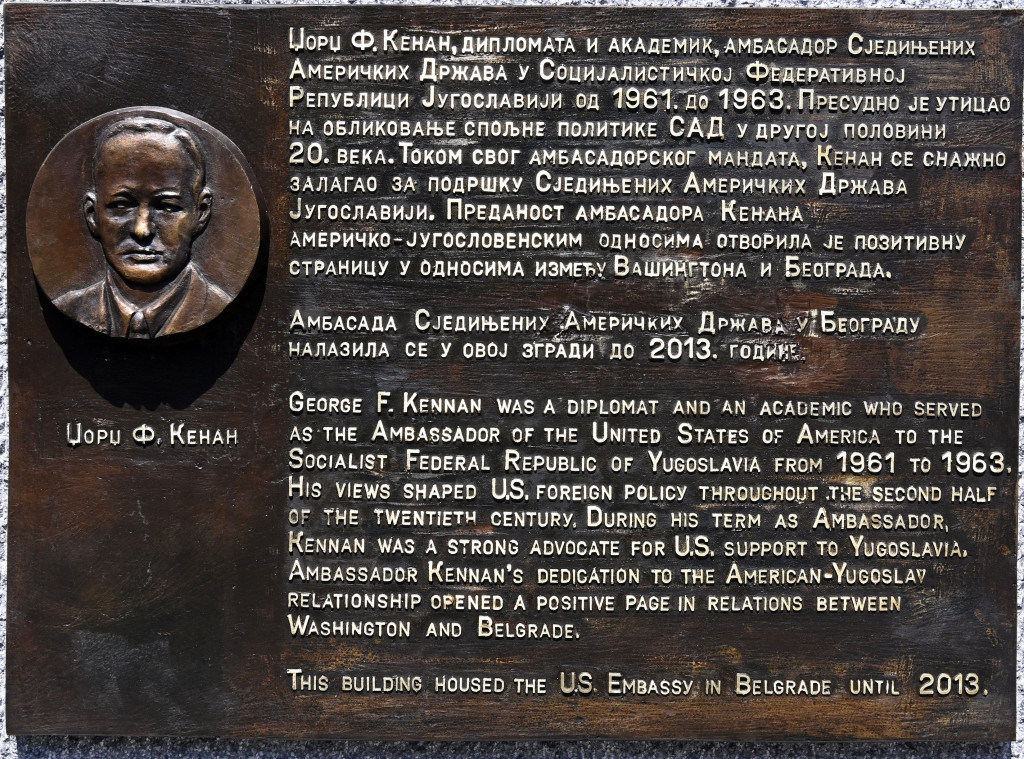 Џорџ Ф. Кенан
Џорџ Ф. Кенан, дипломата и академик, амбасадор Сједињених
Америчких Држава у Социјалистичкој Федеративној
Републици Југославији од 1961. до 1963. Пресудно је утицао
на обликовање спољне политике САД у другој половини
20. века. Током свог амбасадорског мандата, Кенан се снажно
залагао за подршку Сједињених Америчких Држава
Југославији. Преданост амбасадора Кенана
америчко-југословенским односима отворила је позитивну
страницу у односима између Вашингтона и Београда.
Амбасада Сједињених Америчких Држава у Београду
налазила се у овој згради до 2013. године.
George F. Kennan was a diplomat and an academic who served
as the Ambassador of the United States of America to the
Socialist Federal Republic of Yugoslavia from 1961 to 1963.
His views shaped U.S. foreign policy throughout the second half
of the twentieth century. During his term as Ambassador,
Kennan was a strong advocate for U.S. support to Yugoslavia.
Ambassador Kennan's dedication to the American-Yugoslav
relationship opened a positive page in relations between
Washington and Belgrade.
This building housed the U.S. Embassy in Belgrade until 2013.